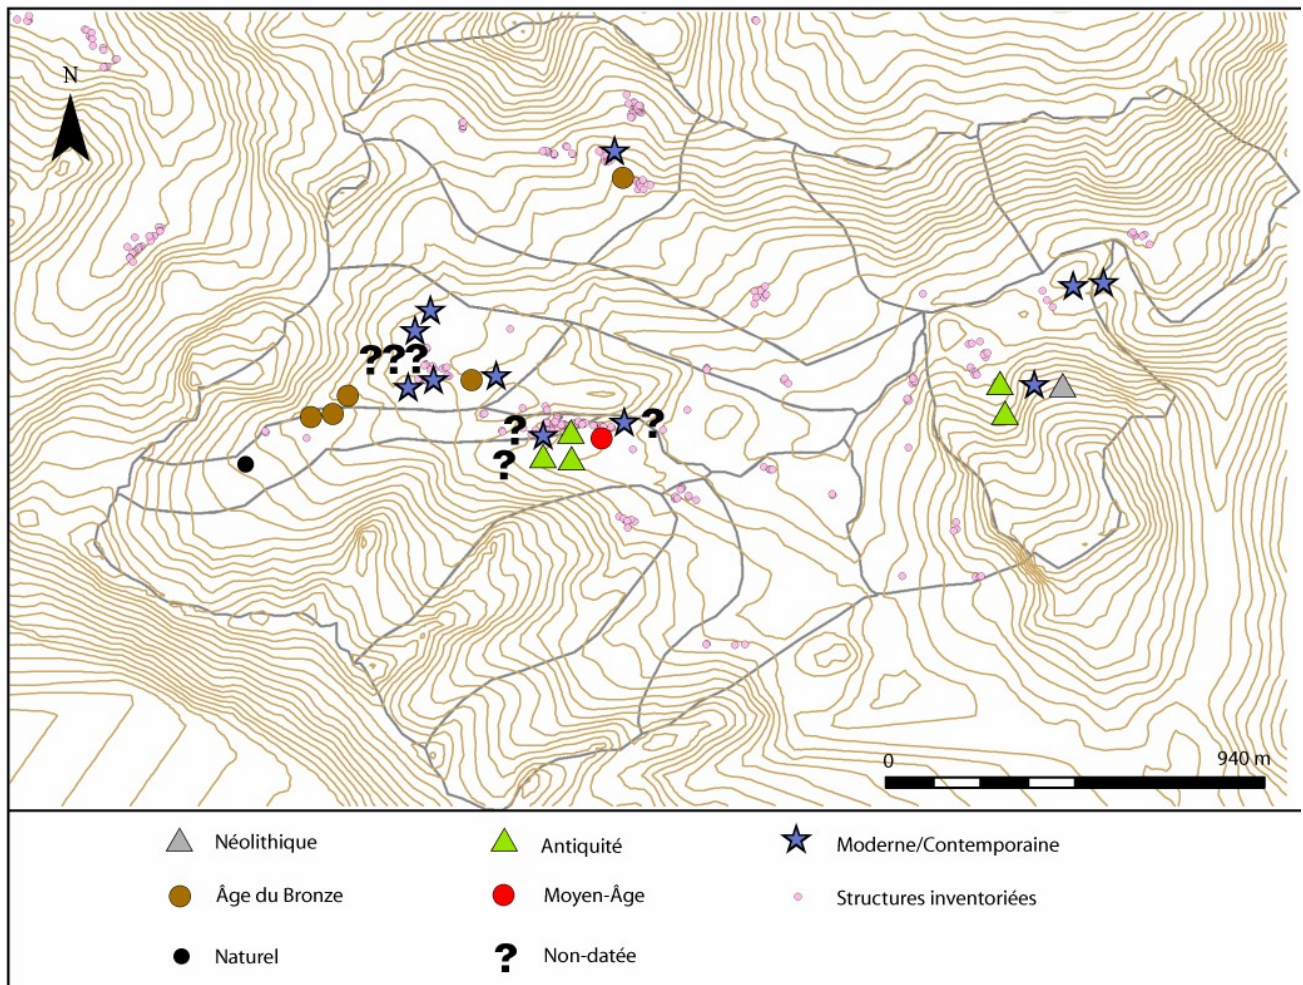 N
???
?
?
?
0 940 m
Néolithique
Antiquité
Moderne/Contemporaine
Âge du Bronze
Moyen-Âge
Structures inventoriées
Naturel
? Non-datée